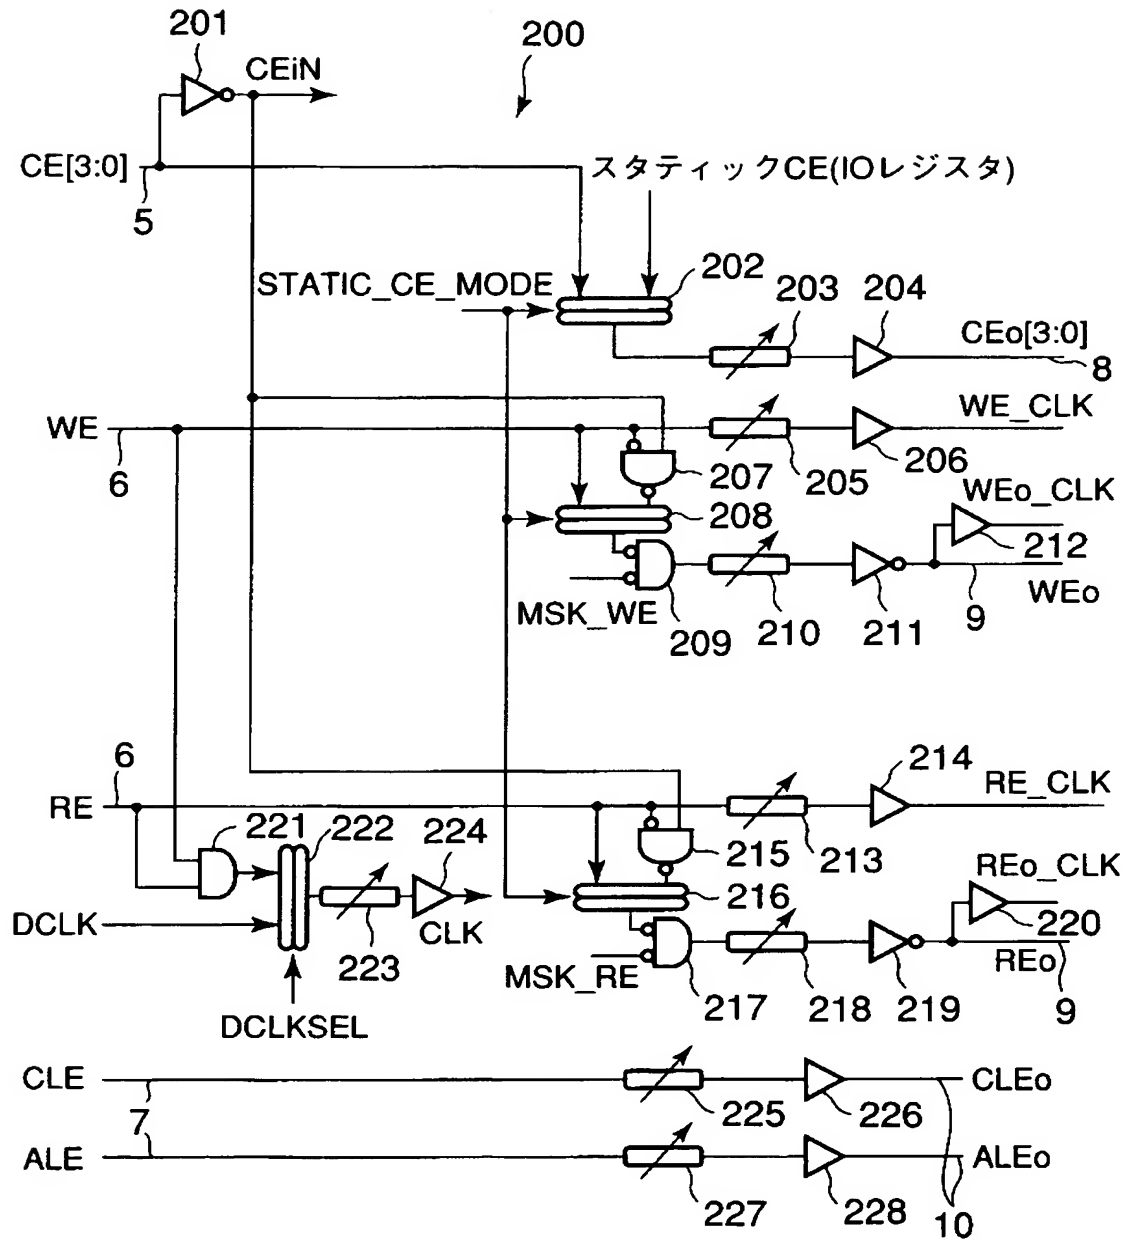 201
200
CEiN
CE[3:0]
スタティックCE(IOレジスタ)
5
STATIC_CE_MODE
202
203
204
CEo[3:0]
8
WE
WE_CLK
6
207
205
206
WEo_CLK
208
212
MSK_WE
WEo
209
210
211
9
6
214
RE
RE_CLK
221
222
224
215
213
REo_CLK
216
220
DCLK
CLK
223
MSK_RE
REo
217
218
219
9
DCLKSEL
CLE
CLEo
7
225
226
ALE
ALEo
227
228
10